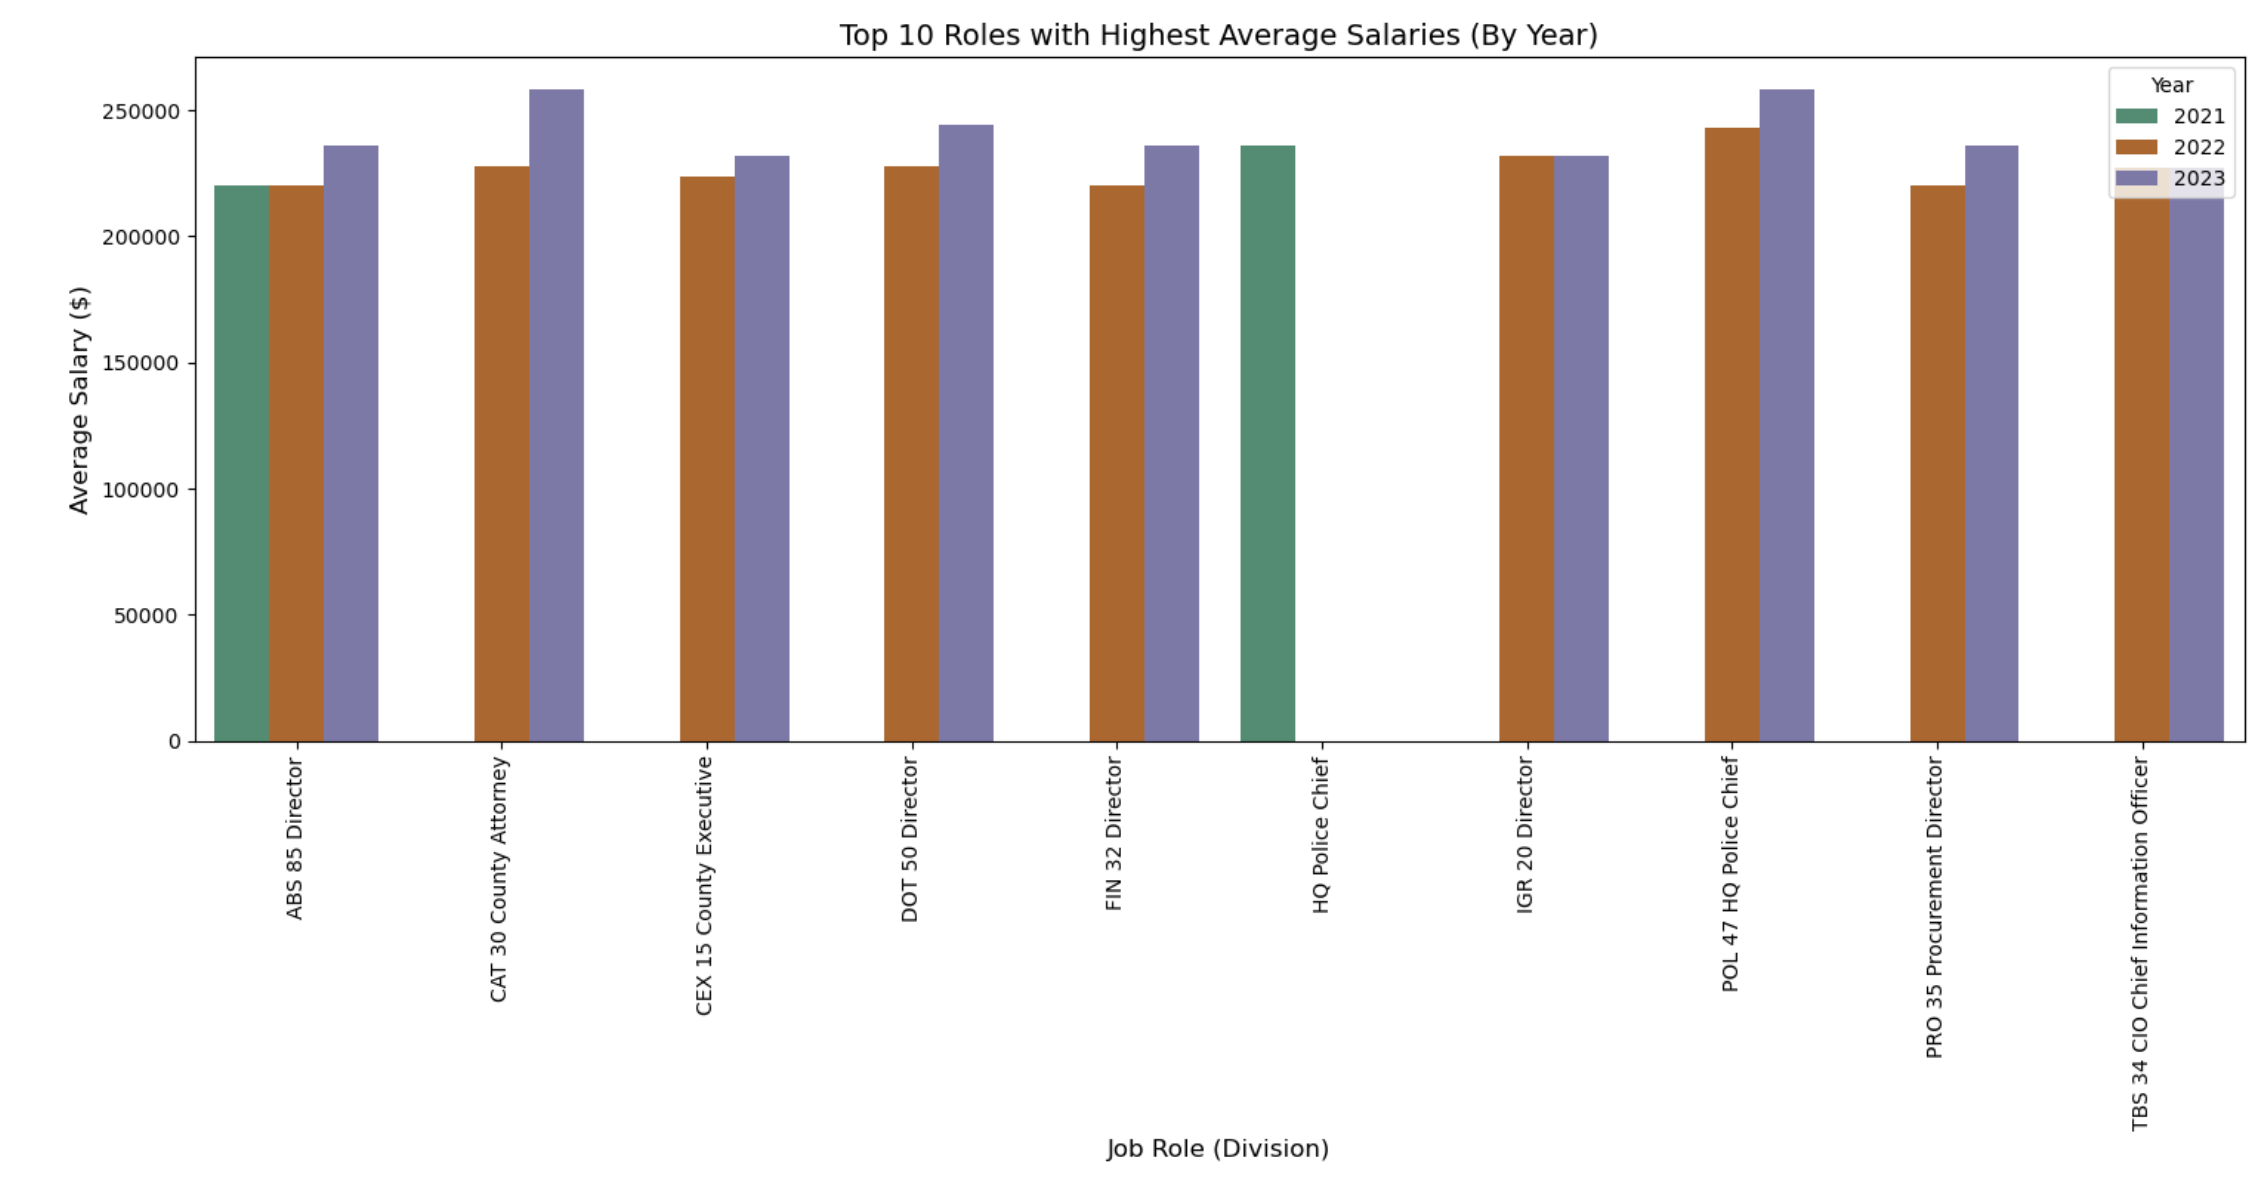 Top 10 Roles with Highest Average Salaries (By Year)
Year
2021
2022
2023
250000
200000
150000
100000
50000
0
Average Salary ($)
ABS 85 Director
CAT 30 County Attorney
CEX 15 County Executive
DOT 50 Director
FIN 32 Director
HQ Police Chief
IGR 20 Director
POL 47 HQ Police Chief
PRO 35 Procurement Director
TBS 34 CIO Chief Information Officer
Job Role (Division)